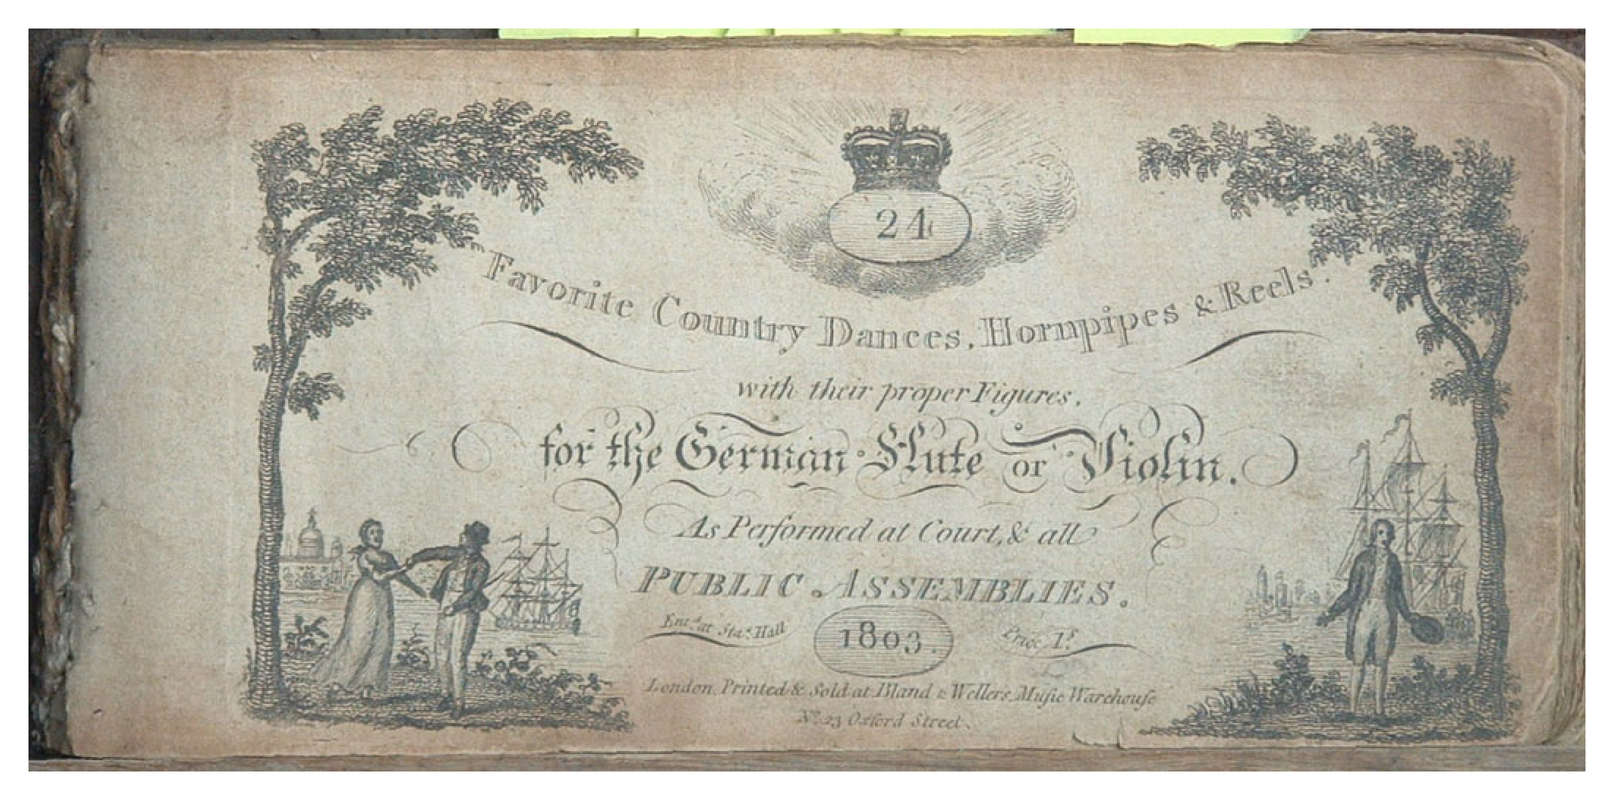 24
Favorite Country Dances, Hornpipes & Reels.
with their proper Figures,
for the German Flute or Violin.
As Performed at Court, & all
PUBLIC ASSEMBLIES.
Ent.d at Sta.s Hall
1803.
Price 1.s
London, Printed & Sold at Bland & Wellers, Muſic Warehouſe
No. 23 Oxford Street.